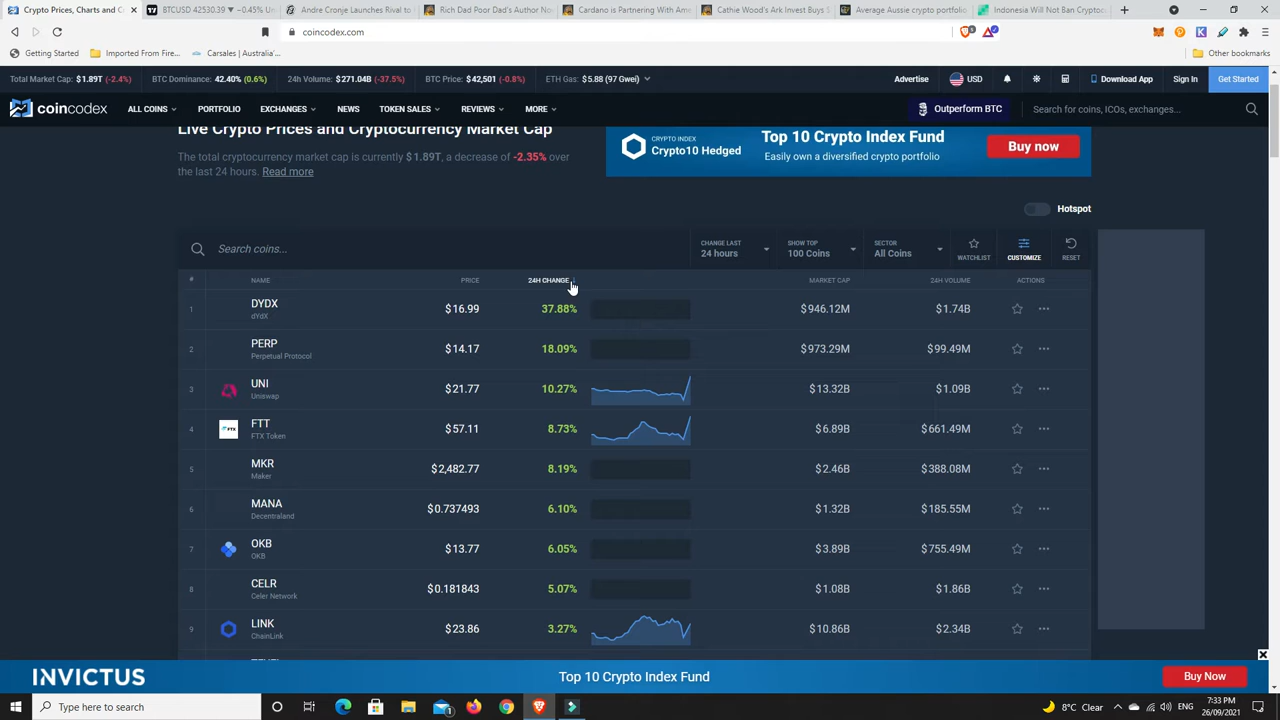 Crypto Prices, Charts and C
BTCUSD 42530.39 ▼ −0.45% Un
Andre Cronje Launches Rival to
Rich Dad Poor Dad's Author No
Cardano is Partnering With Am
Cathie Wood's Ark Invest Buys
Average Aussie crypto portfolio
Indonesia Will Not Ban Cryptoc
coincodex.com
Getting Started
Imported From Fire...
Carsales | Australia'...
Other bookmarks
Total Market Cap: $1.89T (-2.4%)
BTC Dominance: 42.40% (0.6%)
24h Volume: $271.04B (-37.5%)
BTC Price: $42,501 (-0.8%)
ETH Gas: $5.88 (97 Gwei)
Advertise
USD
Download App
Sign In
Get Started
coincodex
ALL COINS
PORTFOLIO
EXCHANGES
NEWS
TOKEN SALES
REVIEWS
MORE
Outperform BTC
Search for coins, ICOs, exchanges...
Live Crypto Prices and Cryptocurrency Market Cap
The total cryptocurrency market cap is currently $1.89T, a decrease of -2.35% over
the last 24 hours. Read more
CRYPTO INDEX
Crypto10 Hedged
Top 10 Crypto Index Fund
Easily own a diversified crypto portfolio
Buy now
Hotspot
Search coins...
CHANGE LAST
24 hours
SHOW TOP
100 Coins
SECTOR
All Coins
WATCHLIST
CUSTOMIZE
RESET
# NAME PRICE 24H CHANGE MARKET CAP 24H VOLUME ACTIONS
1 DYDX $16.99 37.88% $946.12M $1.74B
dYdX
2 PERP $14.17 18.09% $973.29M $99.49M
Perpetual Protocol
3 UNI $21.77 10.27% $13.32B $1.09B
Uniswap
4 FTX FTT $57.11 8.73% $6.89B $661.49M
FTX Token
5 MKR $2,482.77 8.19% $2.46B $388.08M
Maker
6 MANA $0.737493 6.10% $1.32B $185.55M
Decentraland
7 OKB $13.77 6.05% $3.89B $755.49M
OKB
8 CELR $0.181843 5.07% $1.08B $1.86B
Celer Network
9 LINK $23.86 3.27% $10.86B $2.34B
ChainLink
INVICTUS
Top 10 Crypto Index Fund
Buy Now
Type here to search
8°C Clear
ENG
7:33 PM
26/09/2021